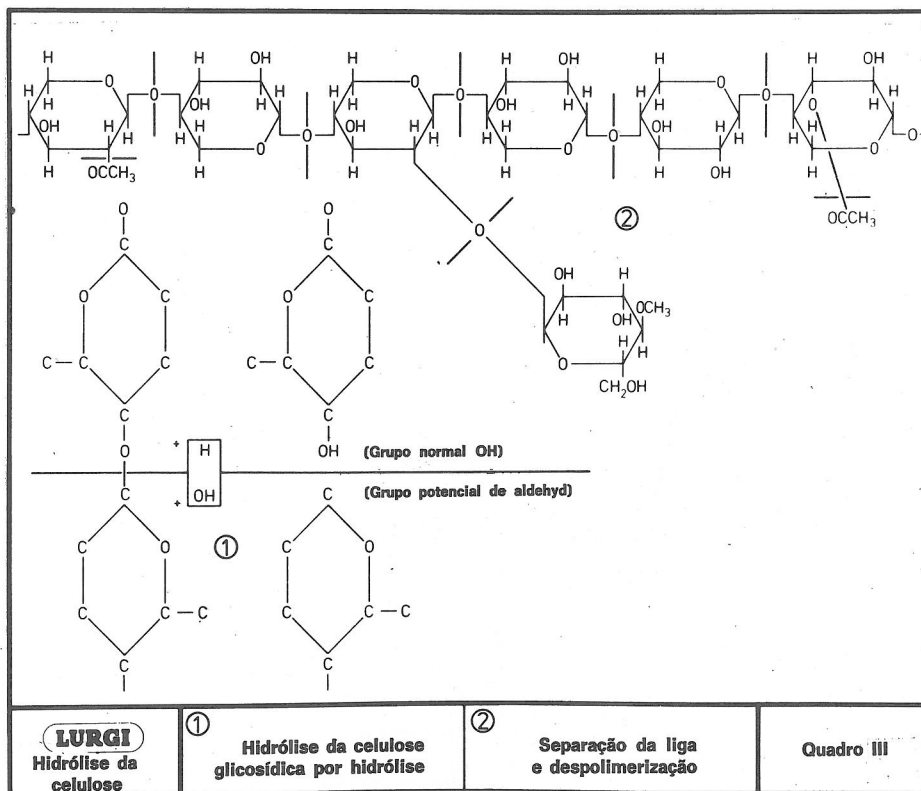 H H OH H H OH H H H OH
H O O H H H O O H H H O O H
H H OH H H H H OH H H H O H
OH H H O O OH H H O O OH H H O O
H H H H H H H H OH H H
OCCH₃ OCCH₃
O O O ②
C C
O C O C
OH H
H OH OCH₃
H H
C — C C C — C C O
CH₂OH
C C
O + H OH (Grupo normal OH)
+ OH (Grupo potencial de aldehyd)
C C
C O ① C O
C C — C C C — C
C C
LURGI
Hidrólise da
celulose
①
Hidrólise da celulose
glicosídica por hidrólise
②
Separação da liga
e despolimerização
Quadro III